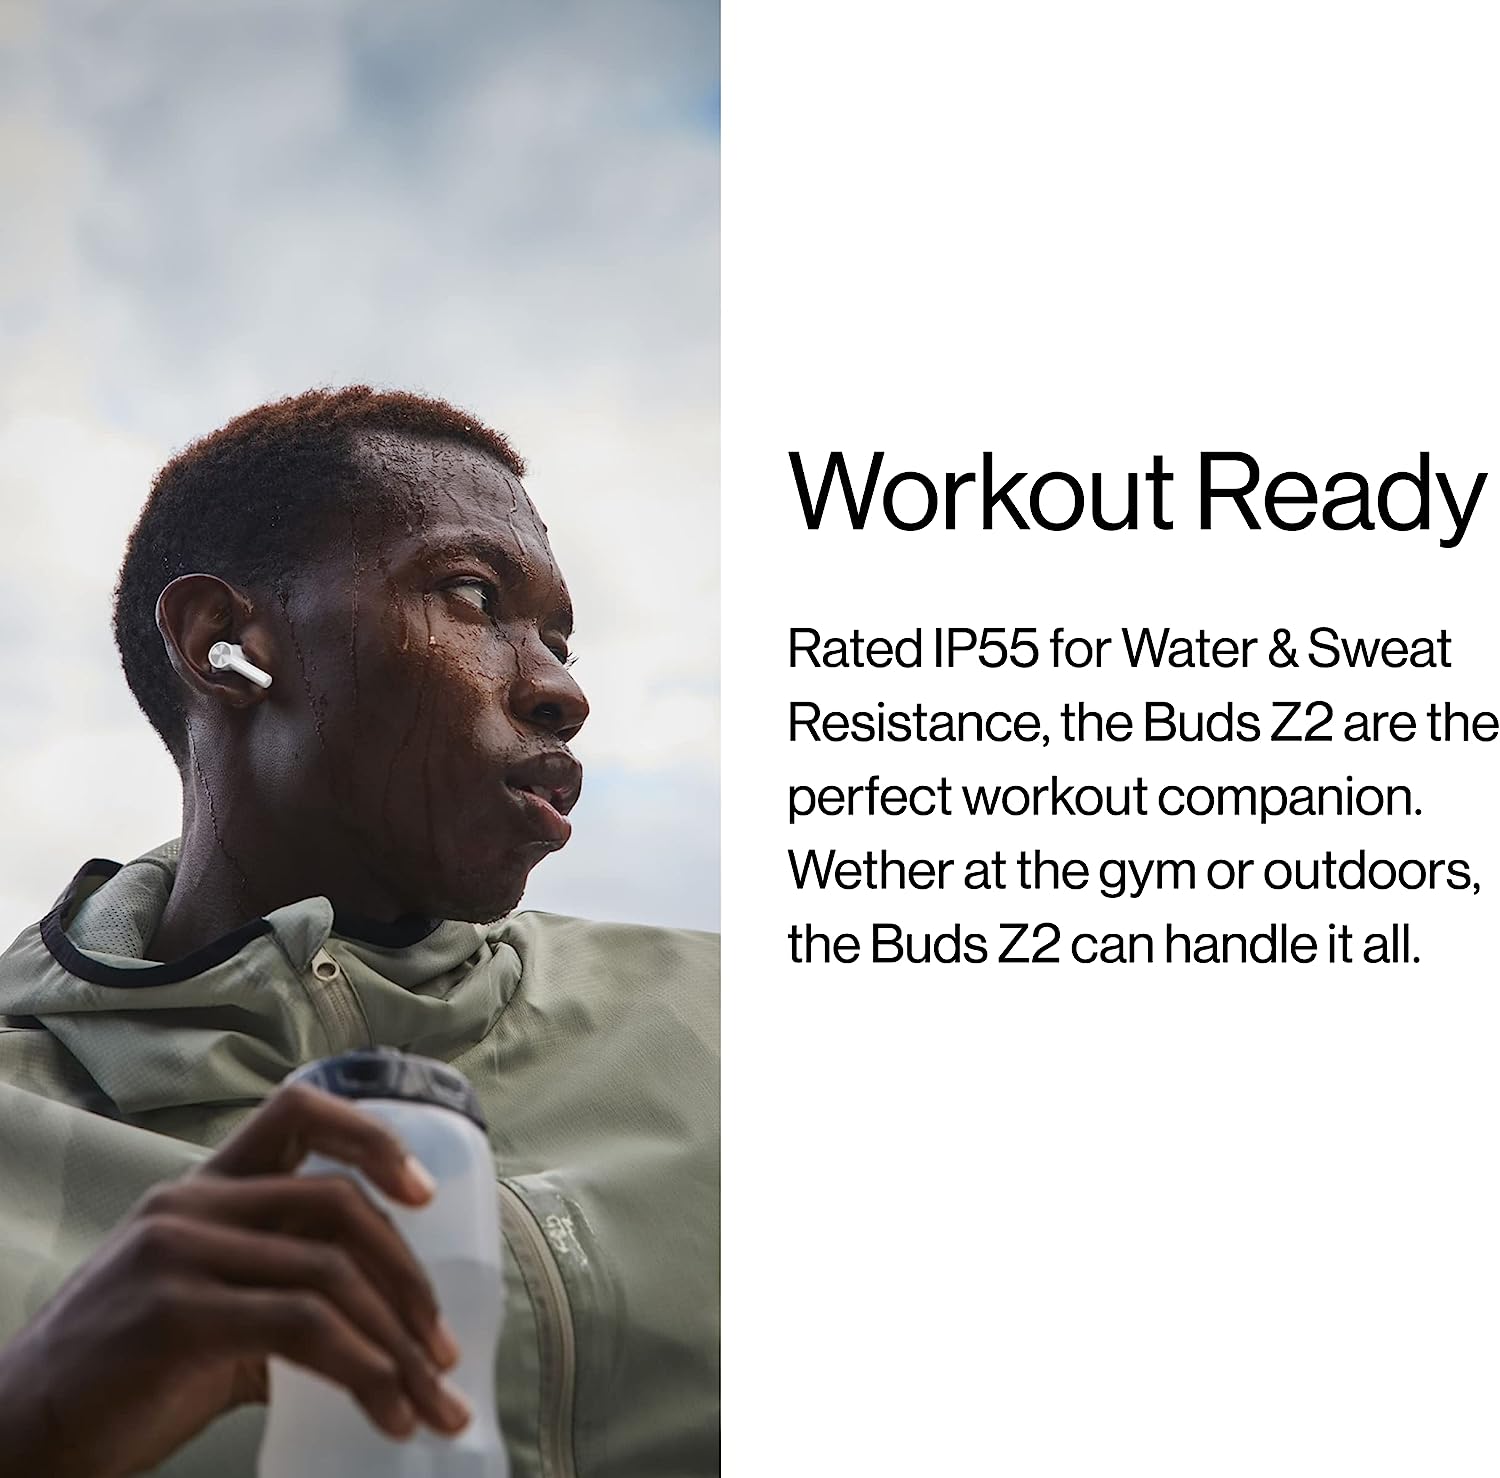 Workout Ready
Rated IP55 for Water & Sweat
Resistance, the Buds Z2 are the
perfect workout companion.
Wether at the gym or outdoors,
the Buds Z2 can handle it all.